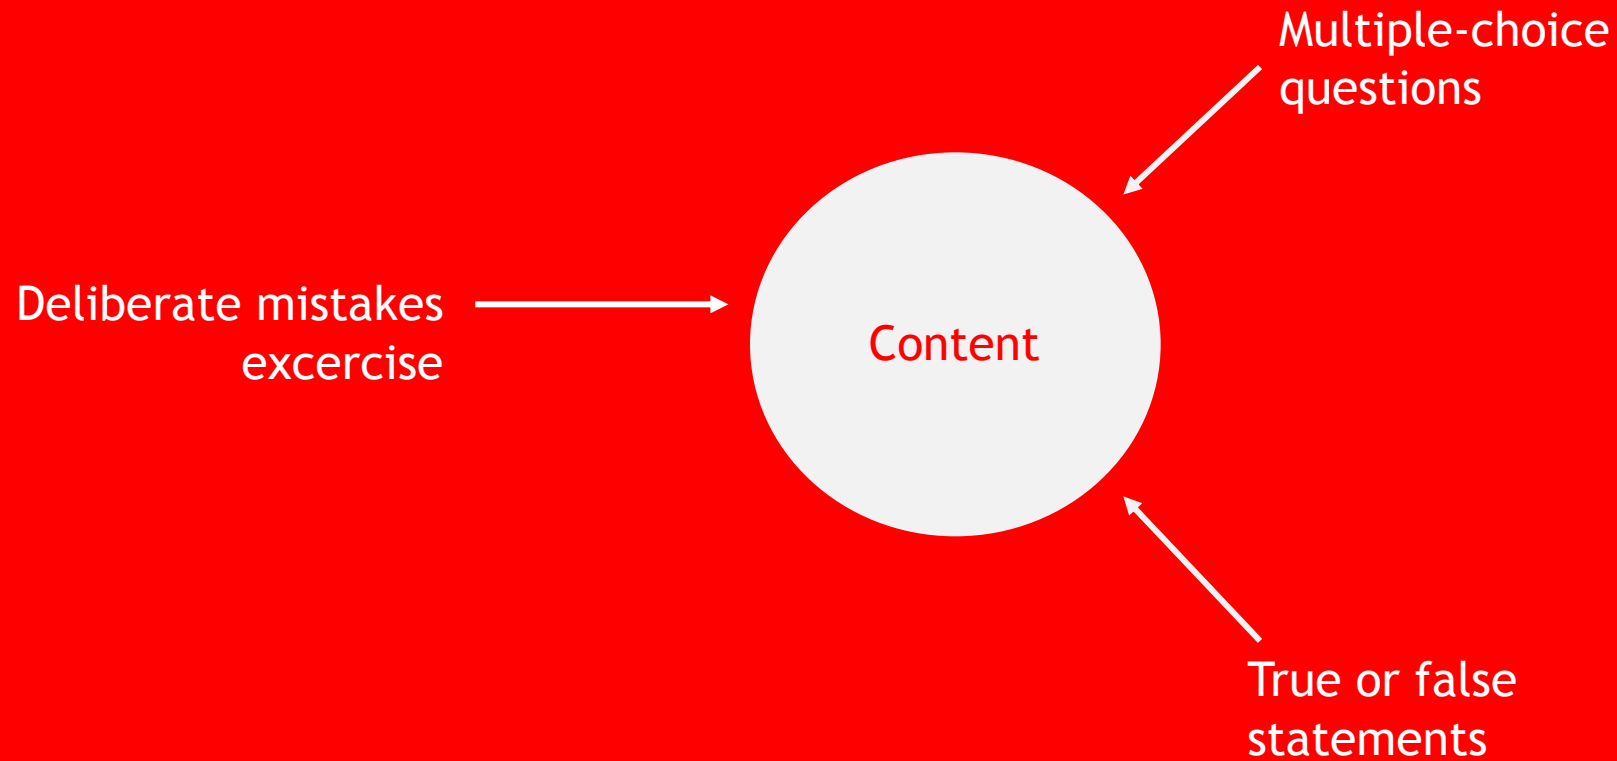 Multiple-choice
questions
Deliberate mistakes
excercise
Content
True or false
statements